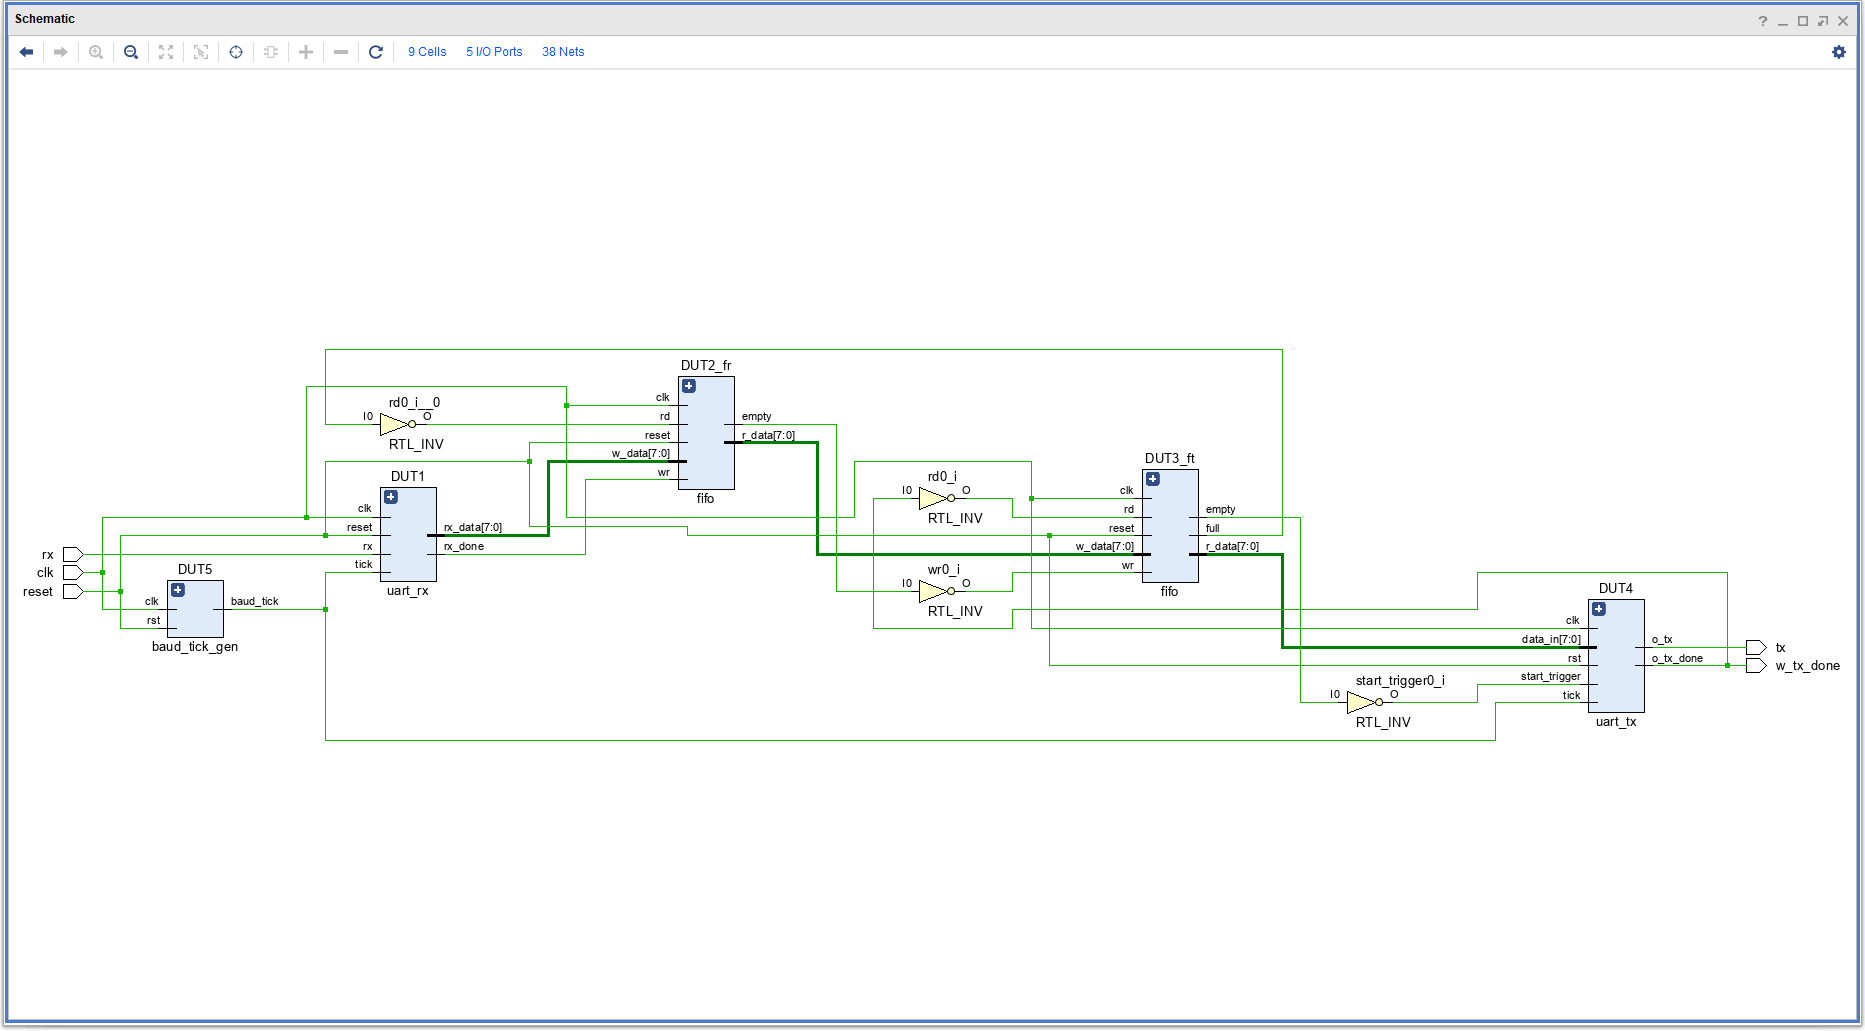 Schematic
?
9 Cells 5 I/O Ports 38 Nets
DUT2_fr
clk
rd
reset
w_data[7:0]
wr
empty
r_data[7:0]
fifo
rd0_i__0
I0 O
RTL_INV
DUT1
clk
reset
rx
tick
rx_data[7:0]
rx_done
uart_rx
rx
clk
reset
DUT5
clk
rst
baud_tick
baud_tick_gen
rd0_i
I0 O
RTL_INV
wr0_i
I0 O
RTL_INV
DUT3_ft
clk
rd
reset
w_data[7:0]
wr
empty
full
r_data[7:0]
fifo
start_trigger0_i
I0 O
RTL_INV
DUT4
clk
data_in[7:0]
rst
start_trigger
tick
o_tx
o_tx_done
uart_tx
tx
w_tx_done